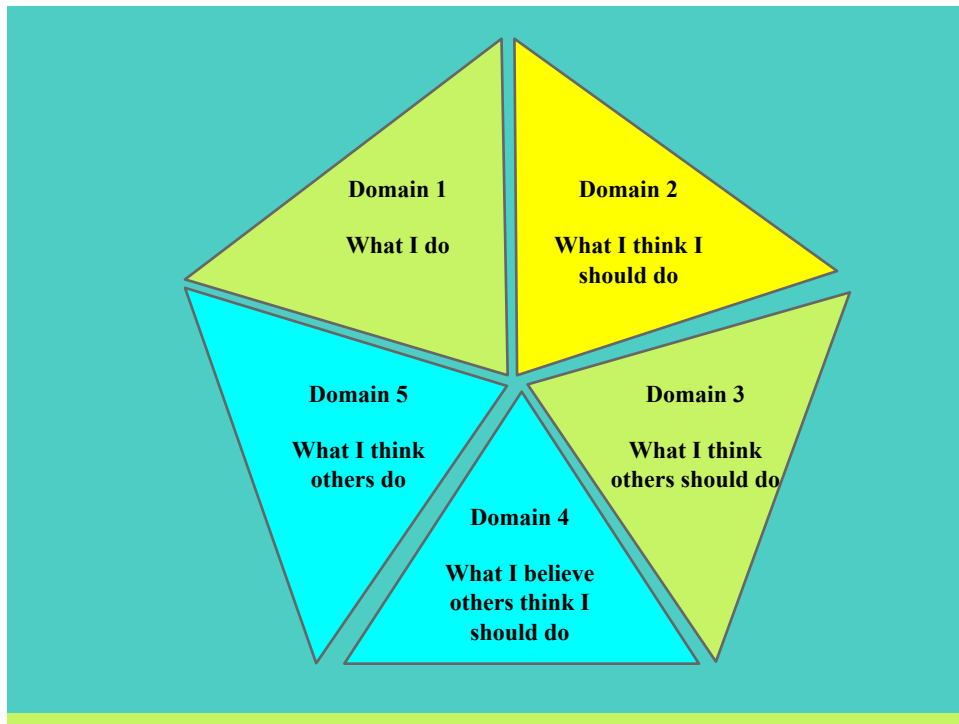 Domain 1
What I do
Domain 2
What I think I
should do
Domain 3
What I think
others should do
Domain 4
What I believe
others think I
should do
Domain 5
What I think
others do